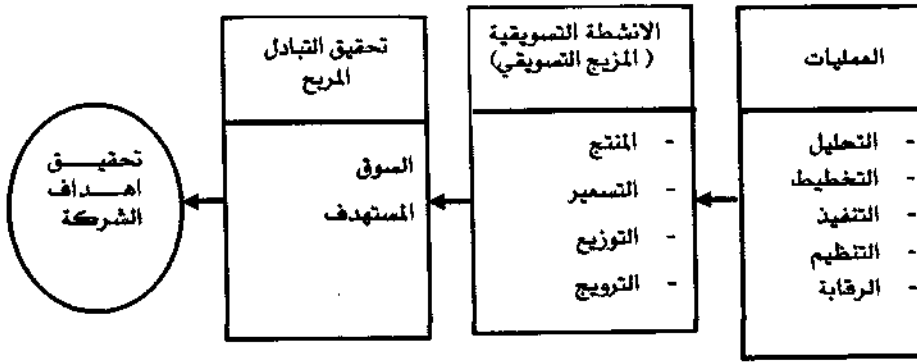 العمليات
- التحليل
- التخطيط
- التنفيذ
- التنظيم
- الرقابة
الانشطة التسويقية
(المزيج التسويقي)
- المنتج
- التسعير
- التوزيع
- الترويج
تحقيق التبادل
المربح
السوق
المستهدف
تحقيق
اهداف
الشركة